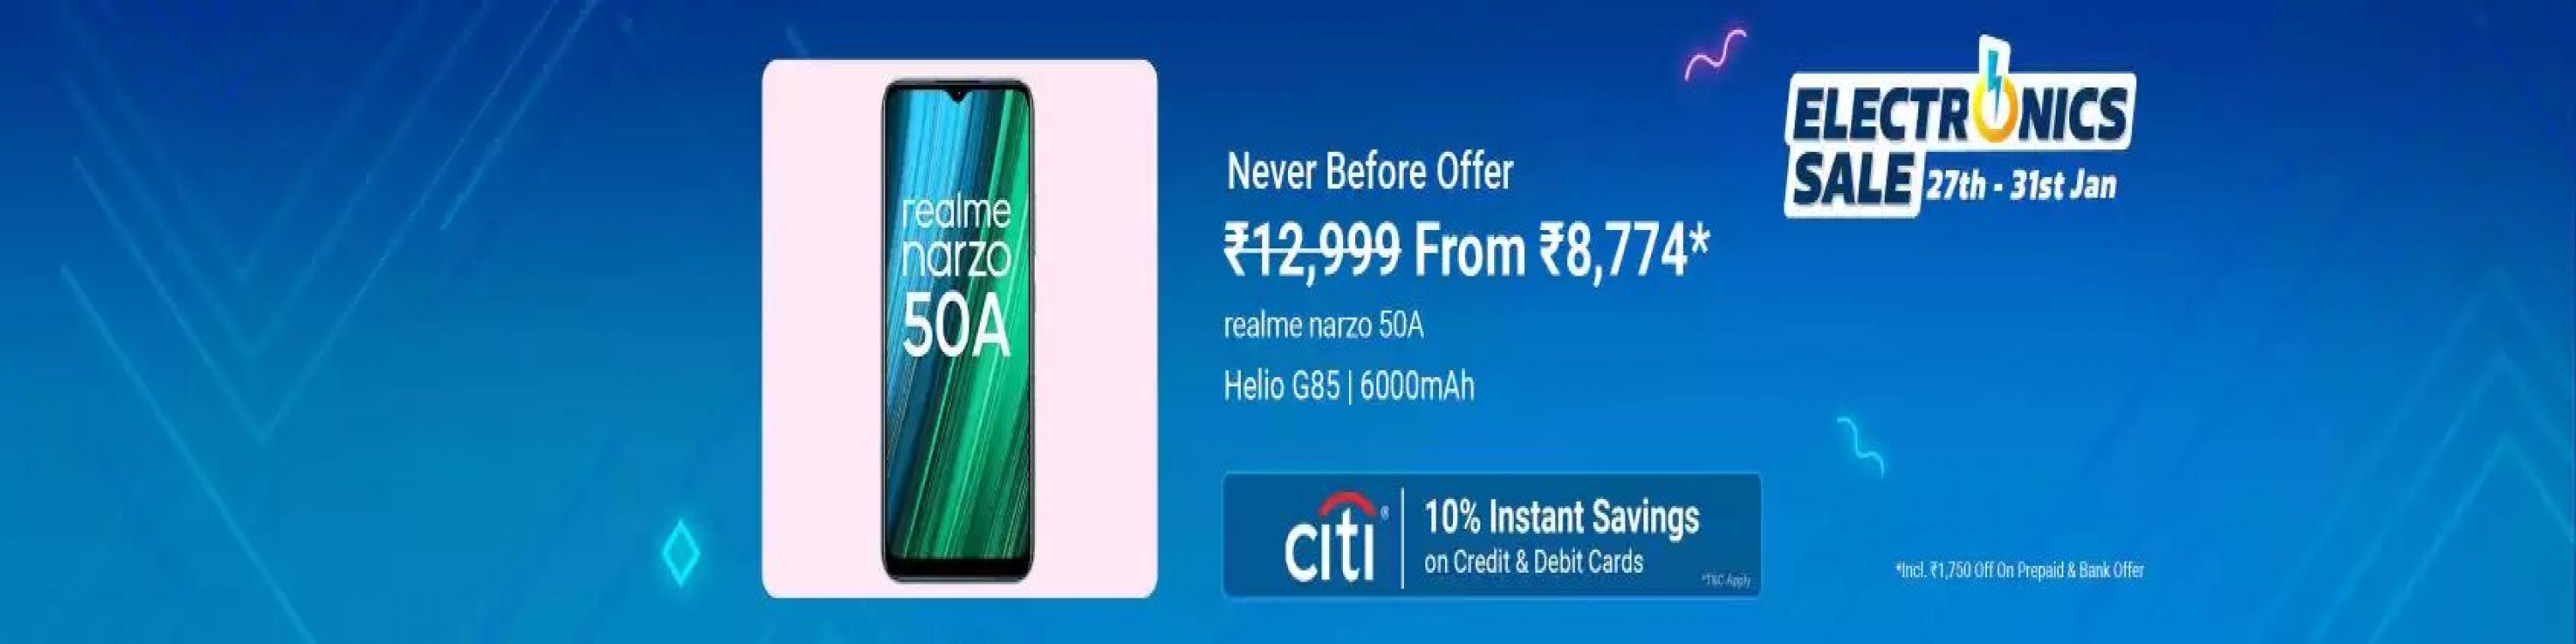 realme
narzo
50A
Never Before Offer
₹12,999 From ₹8,774*
realme narzo 50A
Helio G85 | 6000mAh
citi®
10% Instant Savings
on Credit & Debit Cards
*T&C Apply
ELECTRONICS
SALE 27th - 31st Jan
*Incl. ₹1,750 Off On Prepaid & Bank Offer